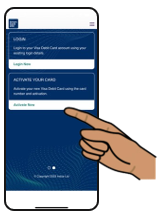 LOGIN
Login to your Visa Debit Card account using your
existing login details.
Login Now
ACTIVATE YOUR CARD
Activate your new Visa Debit Card using the card
number and activation.
Activate Now